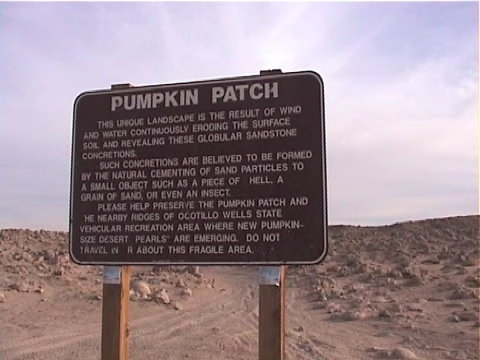 PUMPKIN PATCH
THIS UNIQUE LANDSCAPE IS THE RESULT OF WIND
AND WATER CONTINUOUSLY ERODING THE SURFACE
SOIL AND REVEALING THESE GLOBULAR SANDSTONE
CONCRETIONS.
SUCH CONCRETIONS ARE BELIEVED TO BE FORMED
BY THE NATURAL CEMENTING OF SAND PARTICLES TO
A SMALL OBJECT SUCH AS A PIECE OF HELL, A
GRAIN OF SAND, OR EVEN AN INSECT.
PLEASE HELP PRESERVE THE PUMPKIN PATCH AND
HE NEARBY RIDGES OF OCOTILLO WELLS STATE
VEHICULAR RECREATION AREA WHERE NEW PUMPKIN-
SIZE DESERT PEARLS" ARE EMERGING. DO NOT
TRAVEL IN R ABOUT THIS FRAGILE AREA.